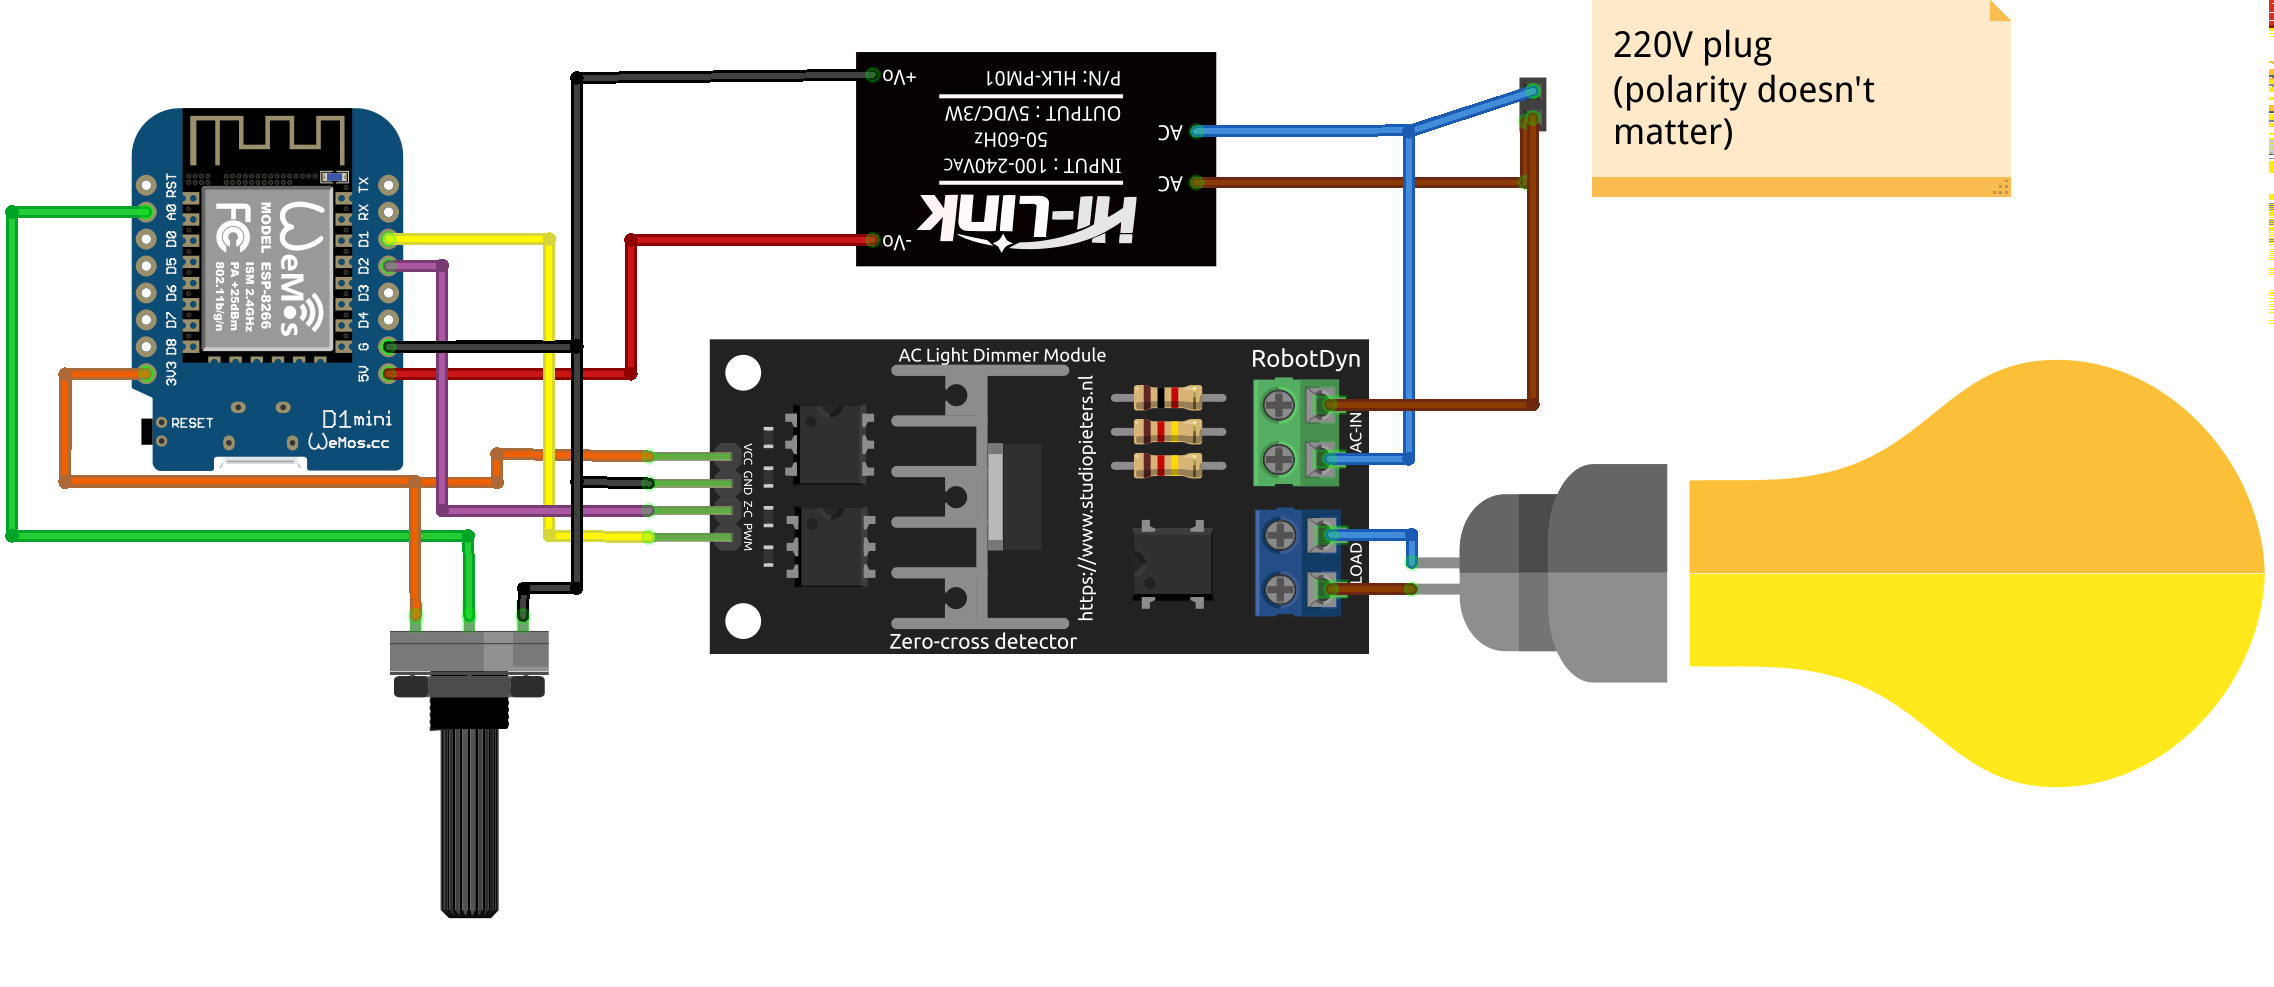 220V plug
(polarity doesn't
matter)
+Vo
-Vo
P/N: HLK-PM01
OUTPUT : 5VDC/3W
50-60Hz
INPUT : 100-240VAC
AC
AC
Hi-Link
RST
A0
D0
D5
D6
D7
D8
3V3
TX
RX
D1
D2
D3
D4
G
5V
WeMos
FC
MODEL ESP-8266
ISM 2.4GHz
PA +25dBm
802.11b/g/n
RESET
D1mini
WeMos.cc
AC Light Dimmer Module
RobotDyn
https://www.studiopieters.nl
VCC
GND
Z-C
PWM
AC-IN
LOAD
Zero-cross detector